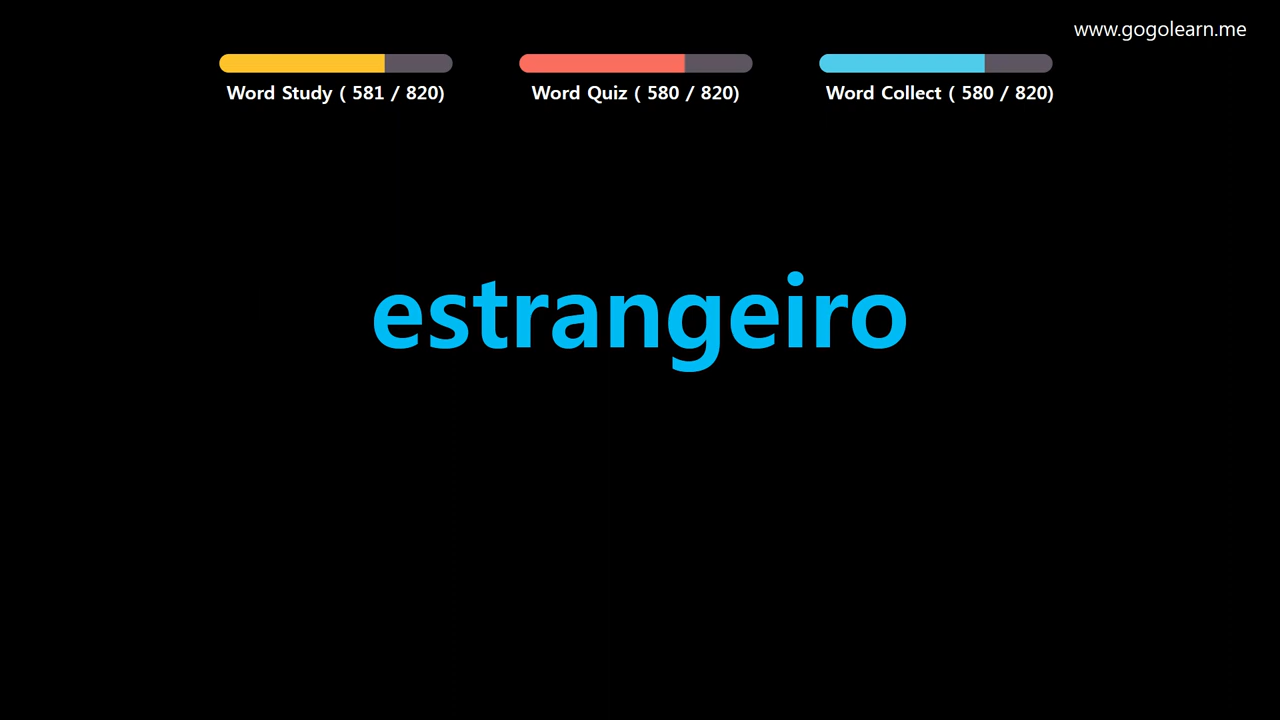 www.gogolearn.me
Word Study ( 581 / 820)
Word Quiz ( 580 / 820)
Word Collect ( 580 / 820)
estrangeiro